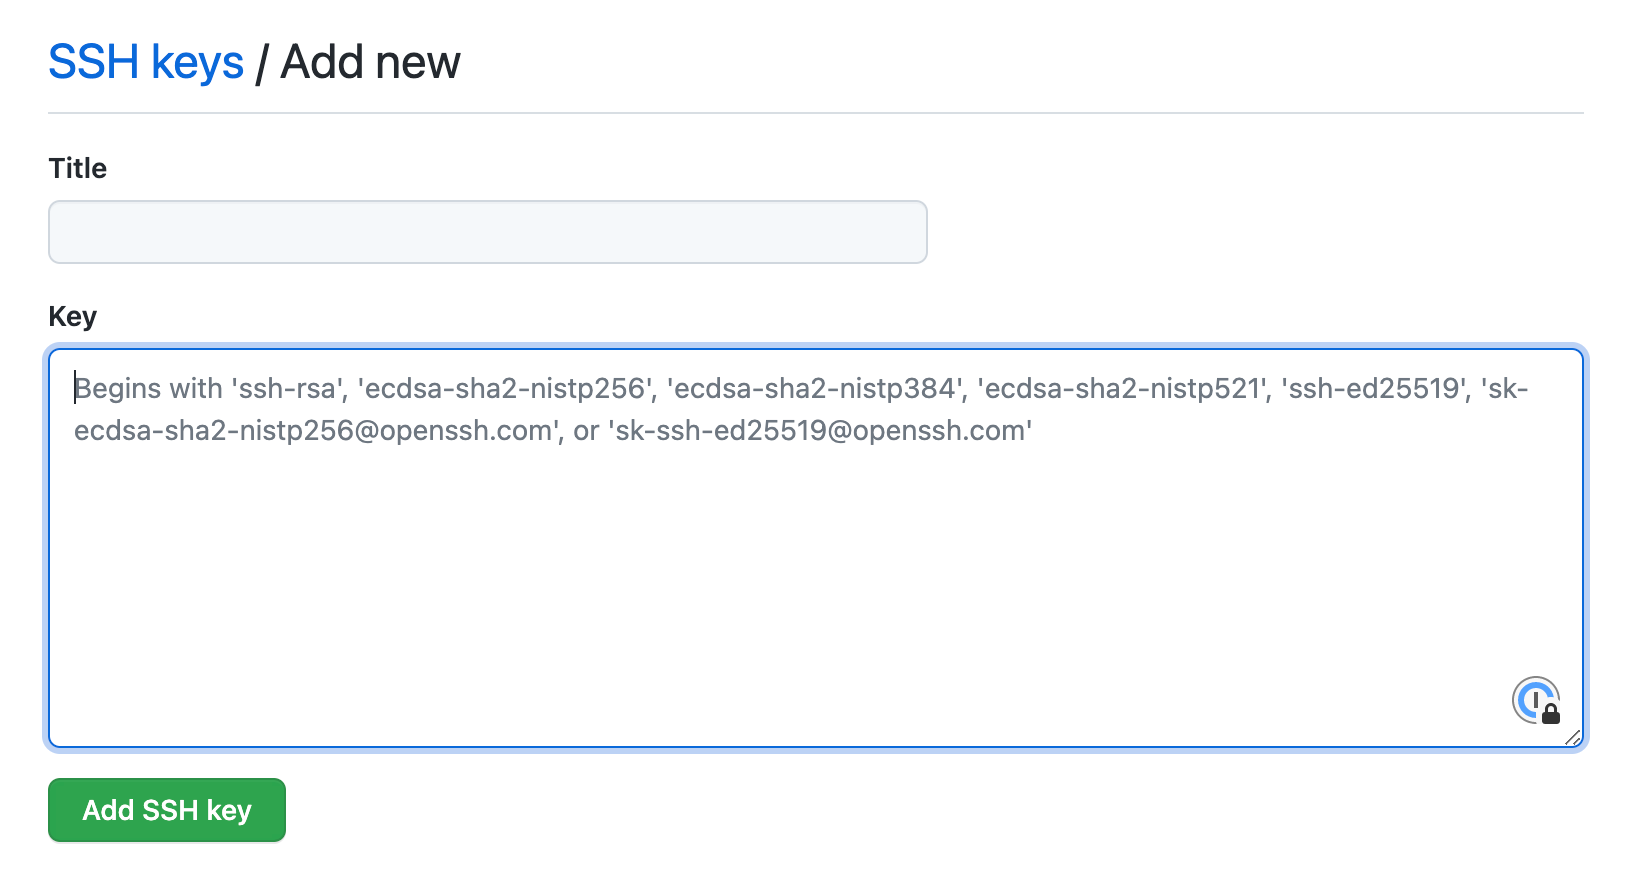 SSH keys / Add new
Title
Key
Begins with 'ssh-rsa', 'ecdsa-sha2-nistp256', 'ecdsa-sha2-nistp384', 'ecdsa-sha2-nistp521', 'ssh-ed25519', 'sk-
ecdsa-sha2-nistp256@openssh.com', or 'sk-ssh-ed25519@openssh.com'
Add SSH key